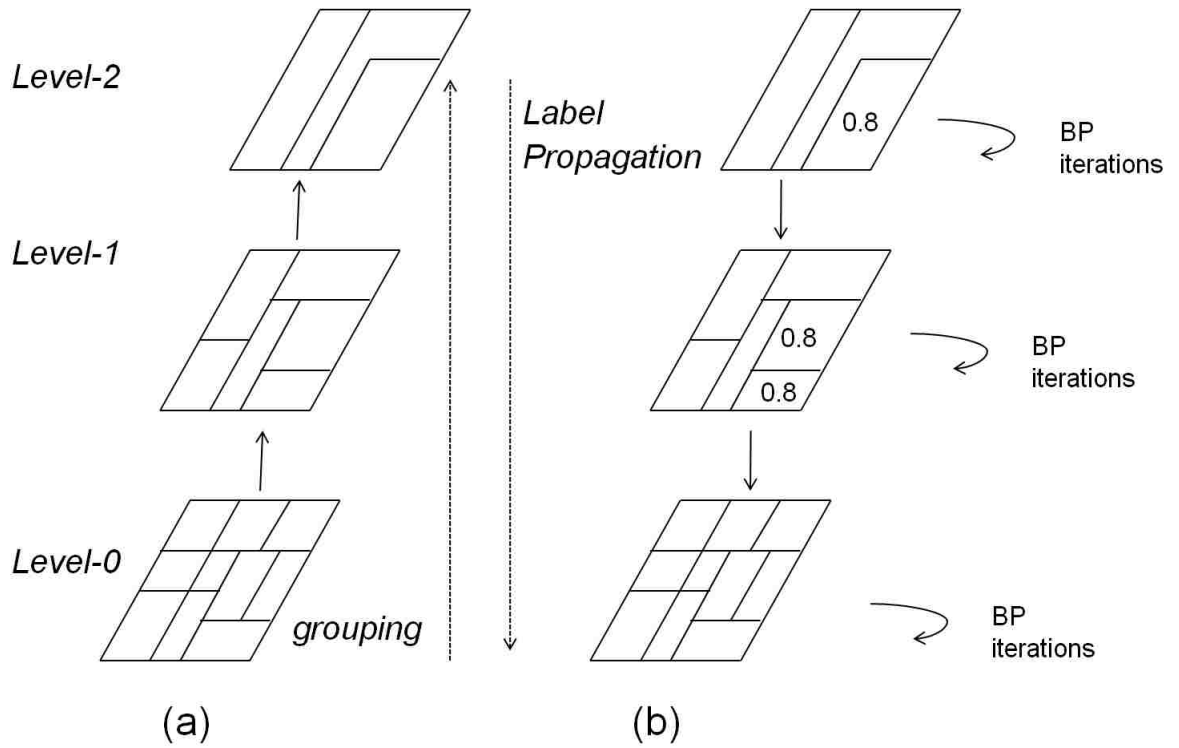 Level-2
Label
Propagation
0.8
BP
iterations
Level-1
0.8
0.8
BP
iterations
Level-0
grouping
BP
iterations
(a)
(b)